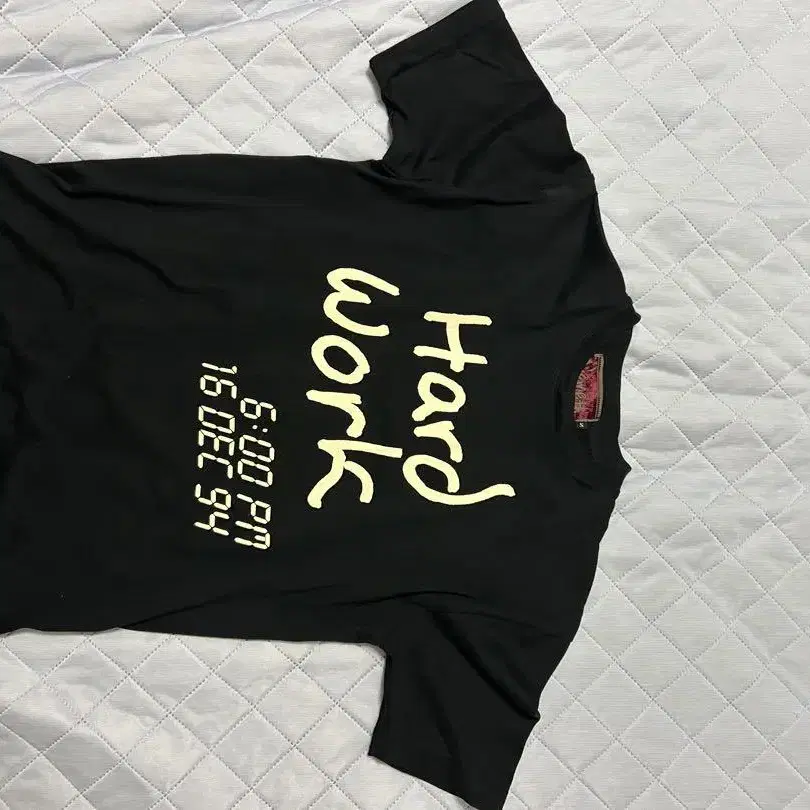 Hard
Work
6:00 PM
16 DEC 94